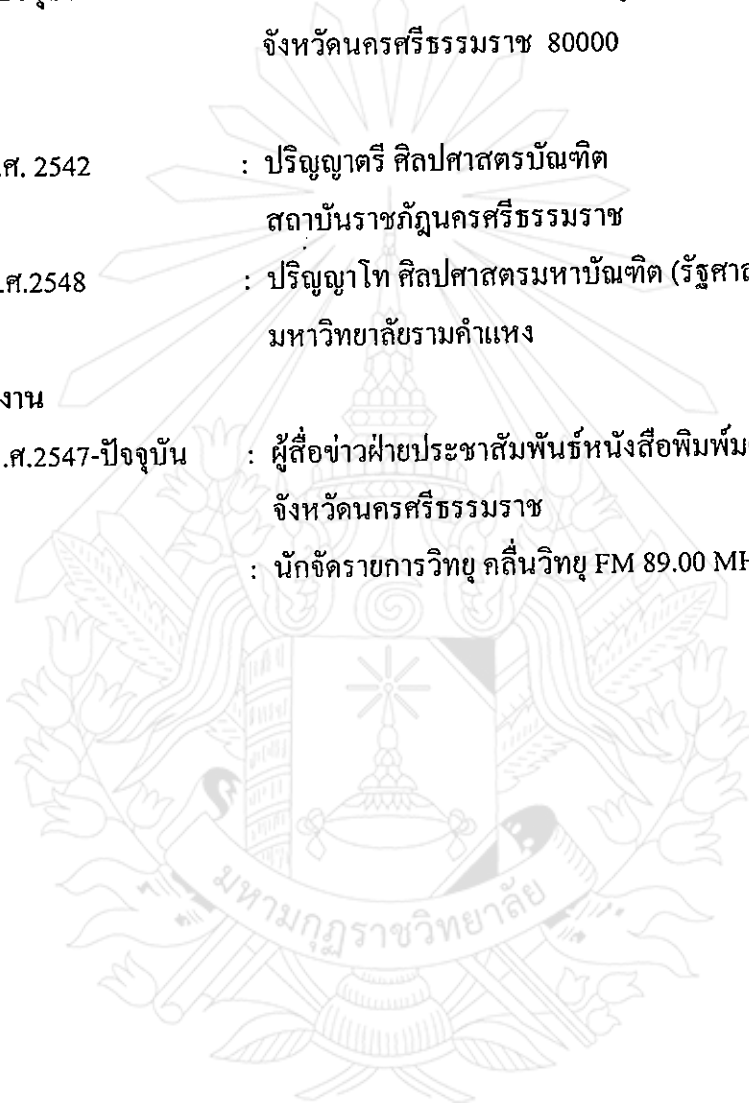 จังหวัดนครศรีธรรมราช 80000
.ศ. 2542 : ปริญญาตรี ศิลปศาสตรบัณฑิต
สถาบันราชภัฎนครศรีธรรมราช
.ศ.2548 : ปริญญาโท ศิลปศาสตรมหาบัณฑิต
มหาวิทยาลัยรามคำแหง
งาน
.ศ.2547-ปัจจุบัน : ผู้สื่อข่าวฝ่ายประชาสัมพันธ์หนังสือพิมพ์
จังหวัดนครศรีธรรมราช
: นักจัดรายการวิทยุ คลื่นวิทยุ FM 89.00
มหามกุฏราชวิทยาลัย